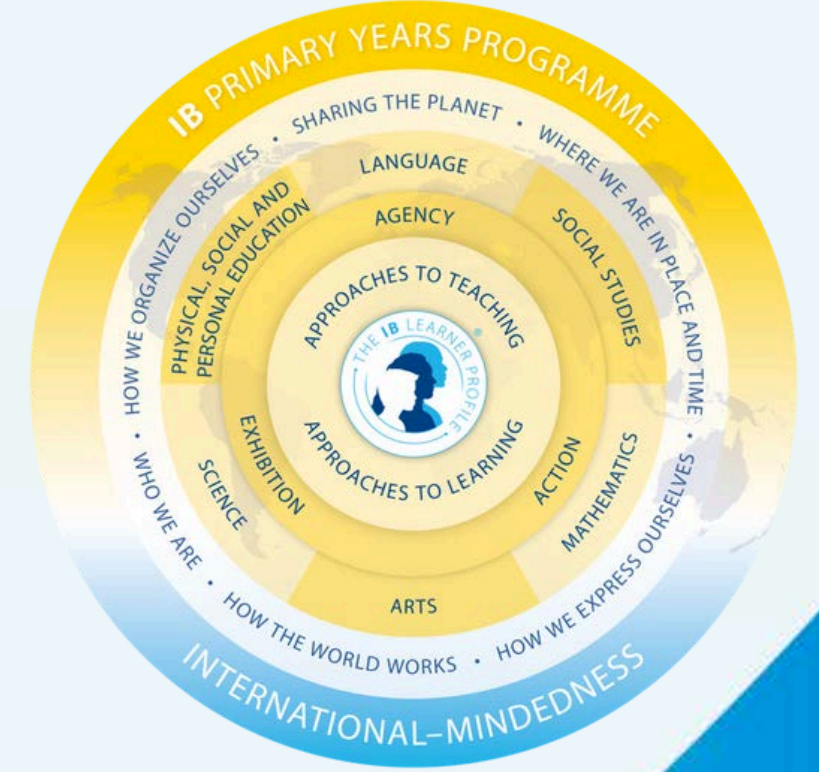 IB PRIMARY YEARS PROGRAMME
SHARING THE PLANET
•
WHERE WE ARE IN PLACE AND TIME
•
HOW WE EXPRESS OURSELVES
•
HOW THE WORLD WORKS
•
WHO WE ARE
•
HOW WE ORGANIZE OURSELVES
•
LANGUAGE
SOCIAL STUDIES
MATHEMATICS
ARTS
SCIENCE
PHYSICAL, SOCIAL AND
PERSONAL EDUCATION
AGENCY
ACTION
EXHIBITION
APPROACHES TO TEACHING
THE IB LEARNER PROFILE
®
APPROACHES TO LEARNING
INTERNATIONAL–MINDEDNESS